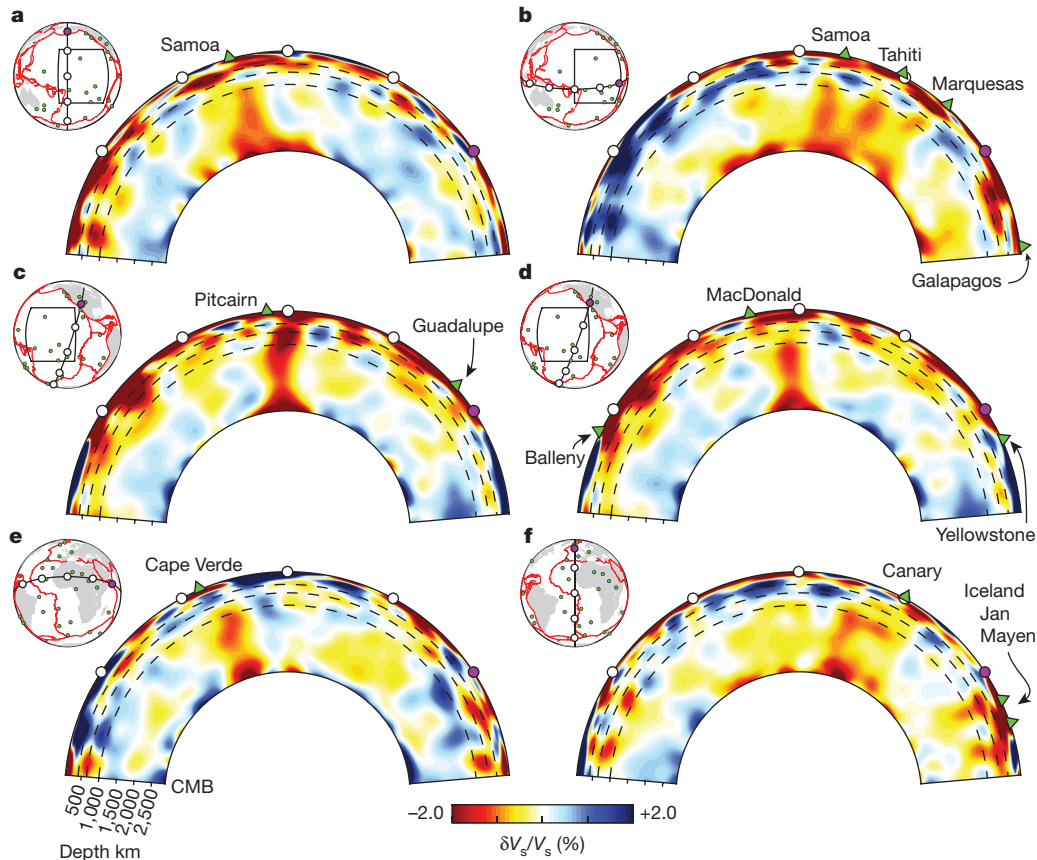 a
Samoa
b
Samoa
Tahiti
Marquesas
Galapagos
c
Pitcairn
Guadalupe
d
MacDonald
Balleny
Yellowstone
e
Cape Verde
CMB
500
1,000
1,500
2,000
2,500
Depth km
f
Canary
Iceland
Jan
Mayen
−2.0
+2.0
δVs/Vs (%)